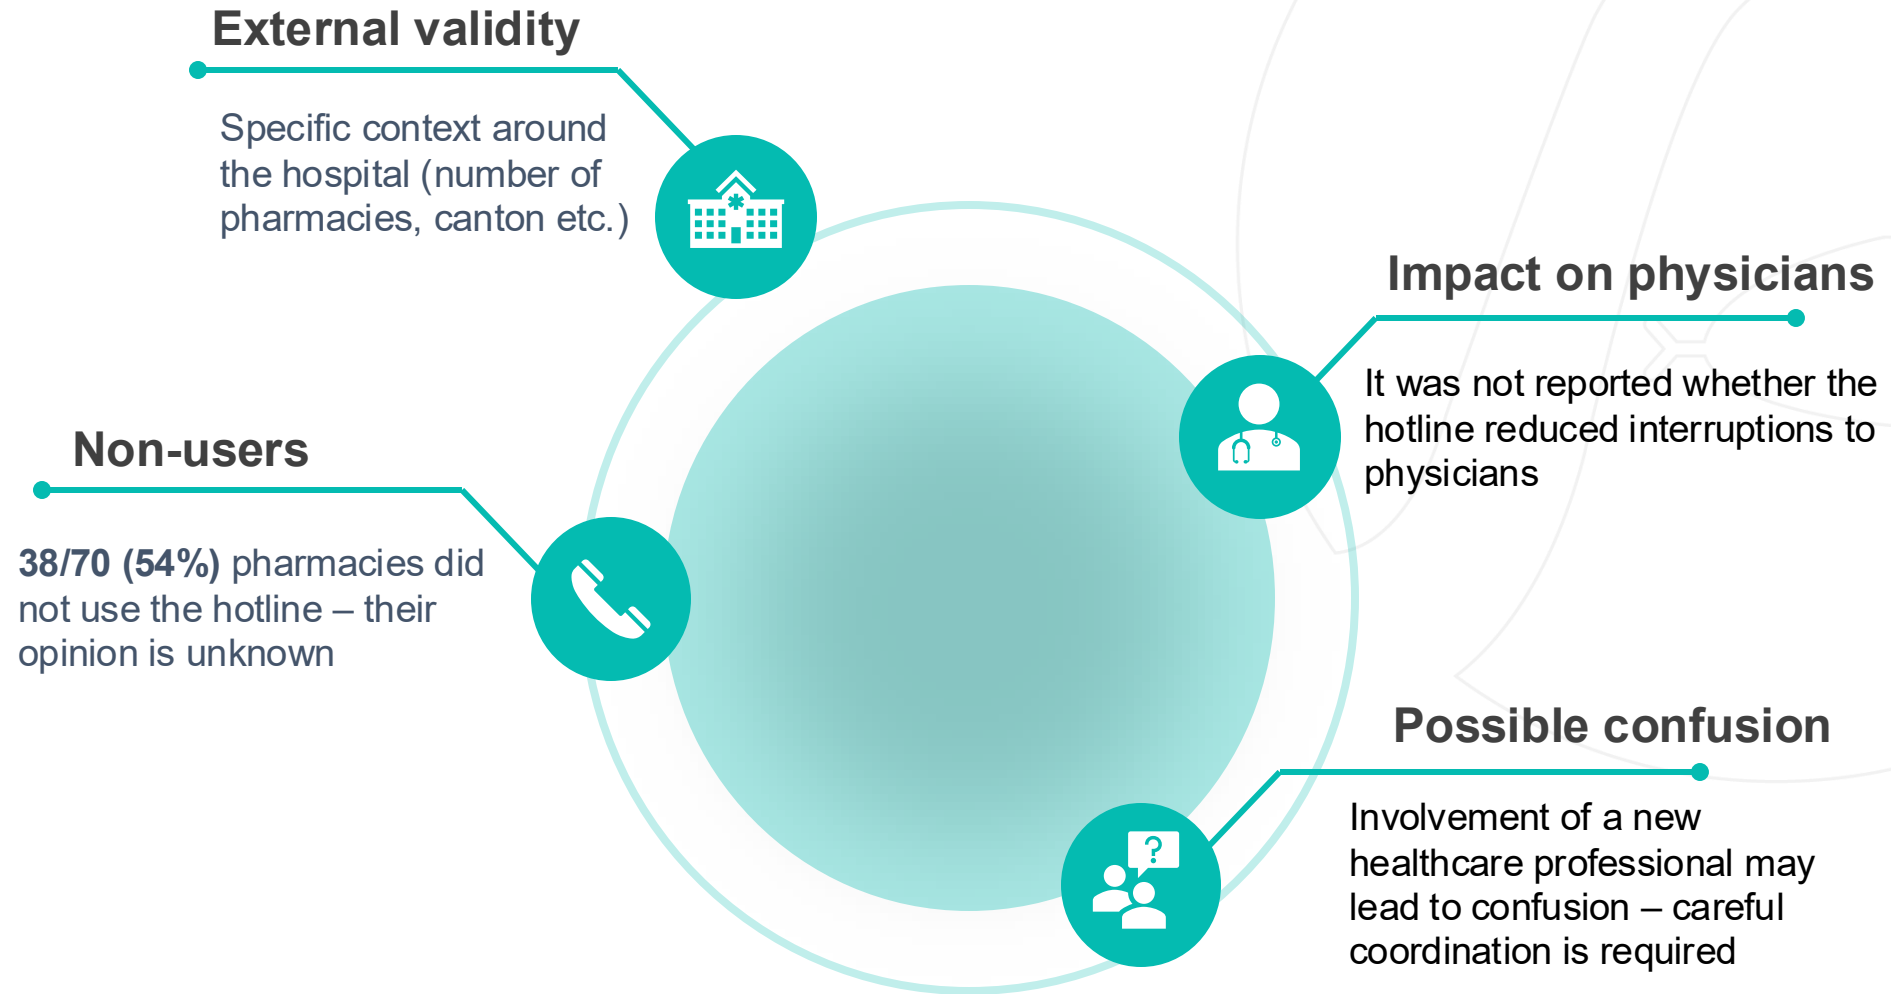 External validity
Specific context around
the hospital (number of
pharmacies, canton etc.)
Impact on physicians
It was not reported whether the
hotline reduced interruptions to
physicians
Non-users
38/70 (54%) pharmacies did
not use the hotline – their
opinion is unknown
Possible confusion
?
Involvement of a new
healthcare professional may
lead to confusion – careful
coordination is required